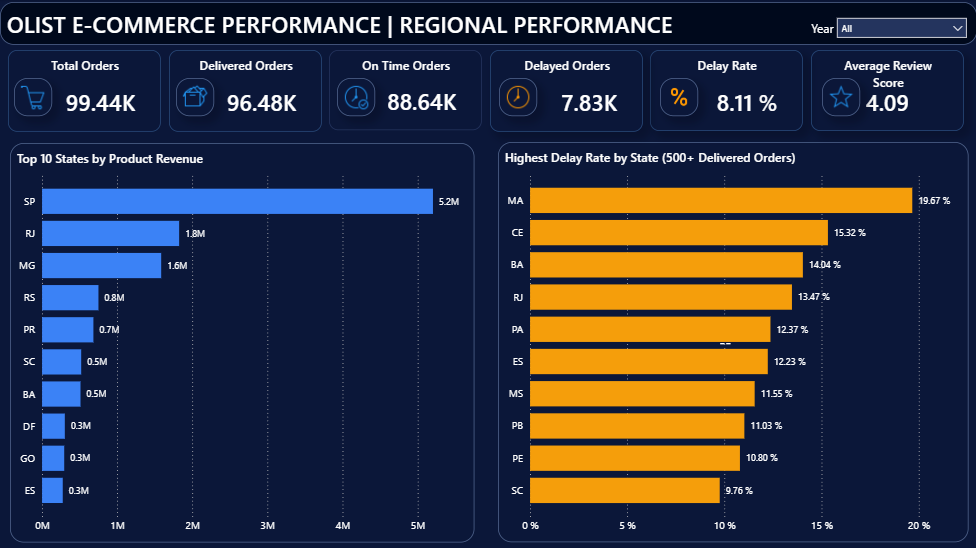 OLIST E-COMMERCE PERFORMANCE | REGIONAL PERFORMANCE
Year
All
Total Orders
99.44K
Delivered Orders
96.48K
On Time Orders
88.64K
Delayed Orders
7.83K
Delay Rate
%
8.11 %
Average Review
Score
4.09
Top 10 States by Product Revenue
SP 5.2M
RJ 1.8M
MG 1.6M
RS 0.8M
PR 0.7M
SC 0.5M
BA 0.5M
DF 0.3M
GO 0.3M
ES 0.3M
0M 1M 2M 3M 4M 5M
Highest Delay Rate by State (500+ Delivered Orders)
MA 19.67 %
CE 15.32 %
BA 14.04 %
RJ 13.47 %
PA 12.37 %
ES 12.23 %
MS 11.55 %
PB 11.03 %
PE 10.80 %
SC 9.76 %
0 % 5 % 10 % 15 % 20 %